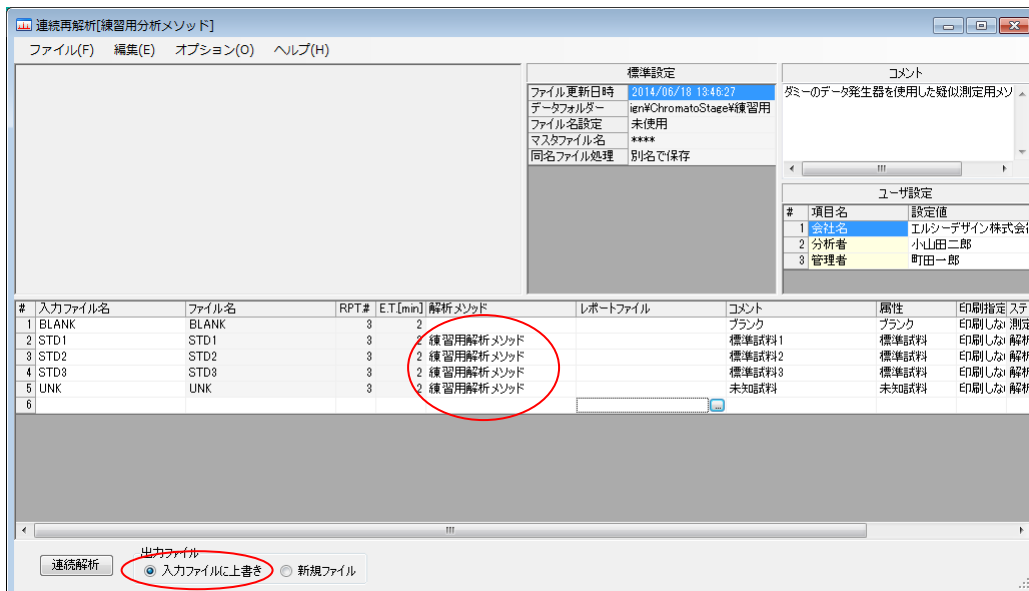 連続再解析[練習用分析メソッド]
ファイル(F) 編集(E) オプション(O) ヘルプ(H)
標準設定
ファイル更新日時 2014/06/18 13:46:27
データフォルダー ign¥ChromatoStage¥練習用
ファイル名設定 未使用
マスタファイル名 ****
同名ファイル処理 別名で保存
コメント
ダミーのデータ発生器を使用した疑似測定用メソ
ユーザ設定
# 項目名 設定値
1 会社名 エルシーデザイン株式会社
2 分析者 小山田二郎
3 管理者 町田一郎
# 入力ファイル名 ファイル名 RPT# E.T.[min] 解析メソッド レポートファイル コメント 属性 印刷指定 ステ
1 BLANK BLANK 3 2 ブランク ブランク 印刷しない 測定
2 STD1 STD1 3 2 練習用解析メソッド 標準試料1 標準試料 印刷しない 解析
3 STD2 STD2 3 2 練習用解析メソッド 標準試料2 標準試料 印刷しない 解析
4 STD3 STD3 3 2 練習用解析メソッド 標準試料3 標準試料 印刷しない 解析
5 UNK UNK 3 2 練習用解析メソッド 未知試料 未知試料 印刷しない 解析
6 ...
連続解析
出力ファイル
入力ファイルに上書き 新規ファイル